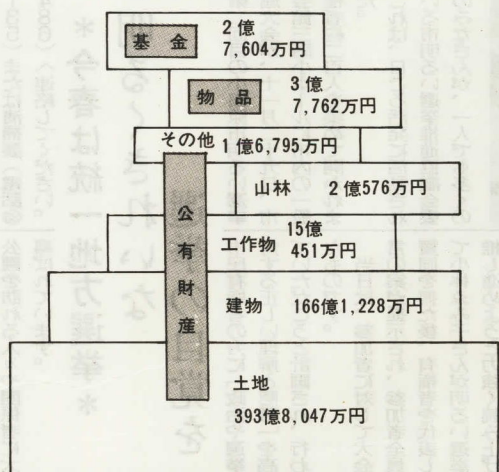 基金
2億
7,604万円
物品
3億
7,762万円
その他 1億6,795万円
公有財産
山林 2億576万円
工作物
15億
451万円
建物 166億1,228万円
土地
393億8,047万円